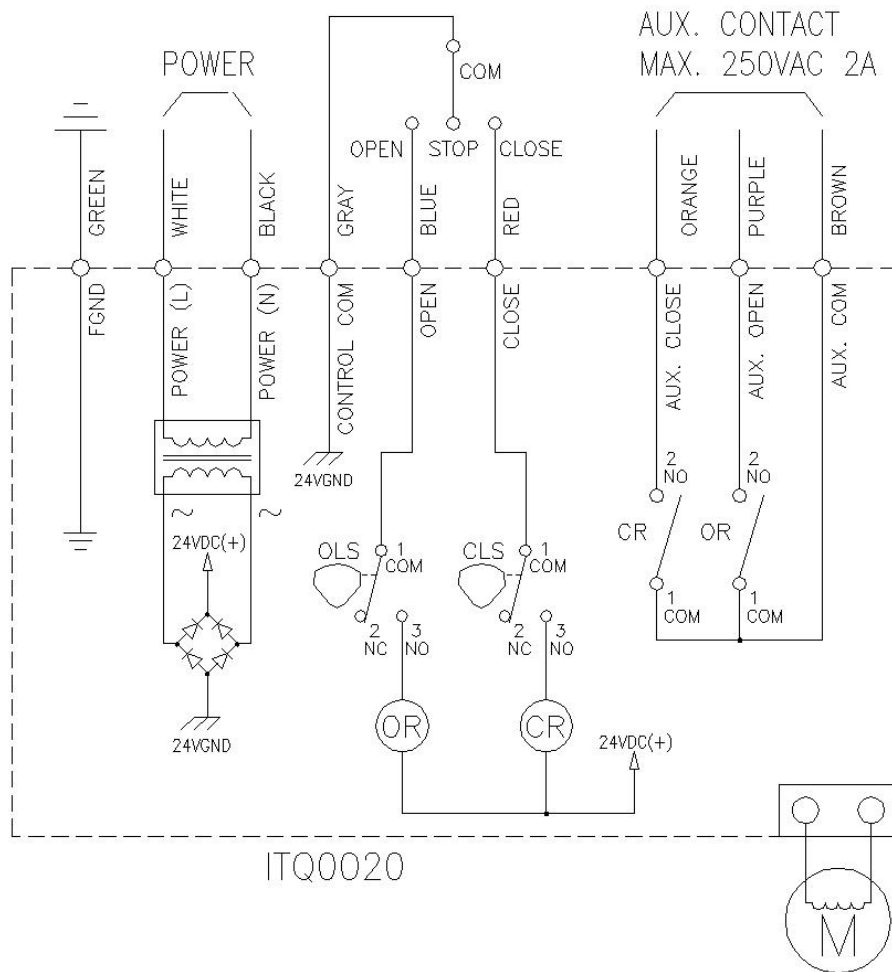 AUX. CONTACT
MAX. 250VAC 2A
POWER
COM
OPEN STOP CLOSE
GREEN
WHITE
BLACK
GRAY
BLUE
RED
ORANGE
PURPLE
BROWN
FGND
POWER (L)
POWER (N)
CONTROL COM
OPEN
CLOSE
AUX. CLOSE
AUX. OPEN
AUX. COM
24VGND
2
NO
2
NO
CR
OR
1
COM
1
COM
~ ~
24VDC(+)
OLS
1
COM
CLS
1
COM
2
NC
3
NO
2
NC
3
NO
OR
CR
24VGND
24VDC(+)
ITQ0020
M